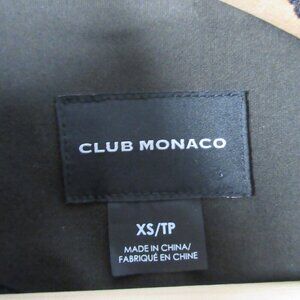 CLUB MONACO
XS/TP
MADE IN CHINA/
FABRIQUÉ EN CHINE